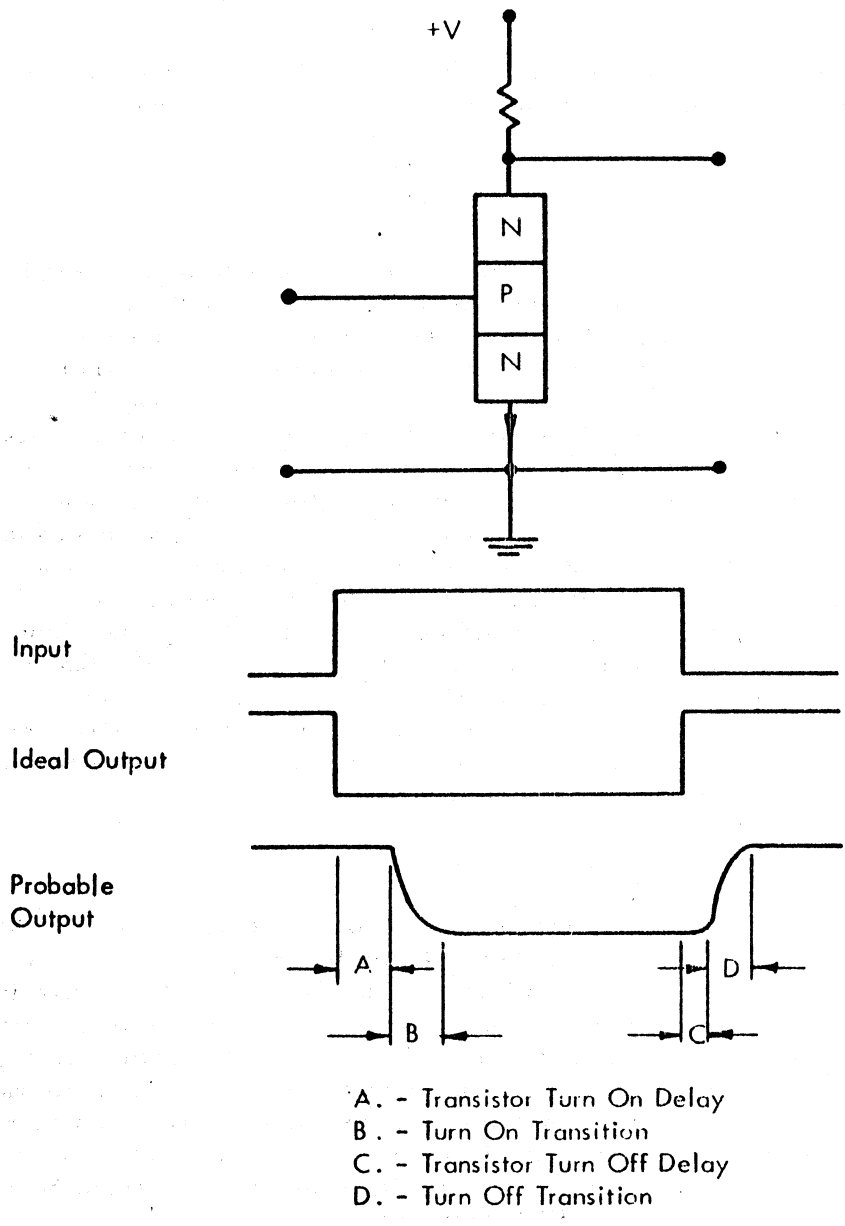 +V
N
P
N
Input
Ideal Output
Probable
Output
A
D
B
C
A. - Transistor Turn On Delay
B. - Turn On Transition
C. - Transistor Turn Off Delay
D. - Turn Off Transition